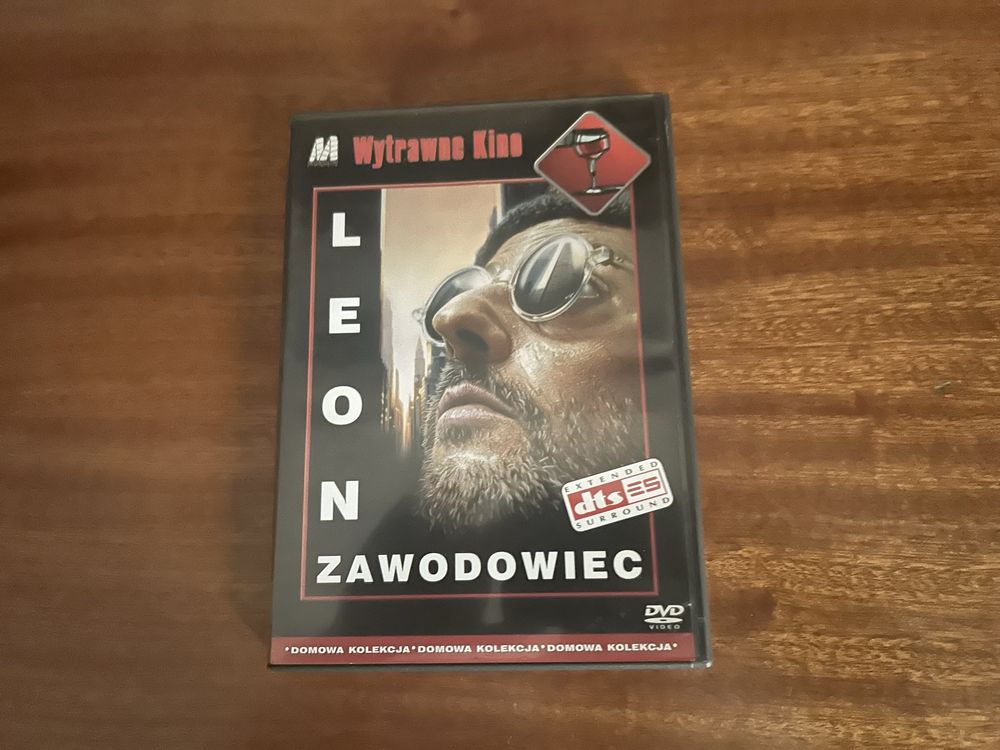 Wytrawne Kino
L
E
O
N
ZAWODOWIEC
EXTENDED
dts ES
SURROUND
DVD
VIDEO
*DOMOWA KOLEKCJA*DOMOWA KOLEKCJA*DOMOWA KOLEKCJA*